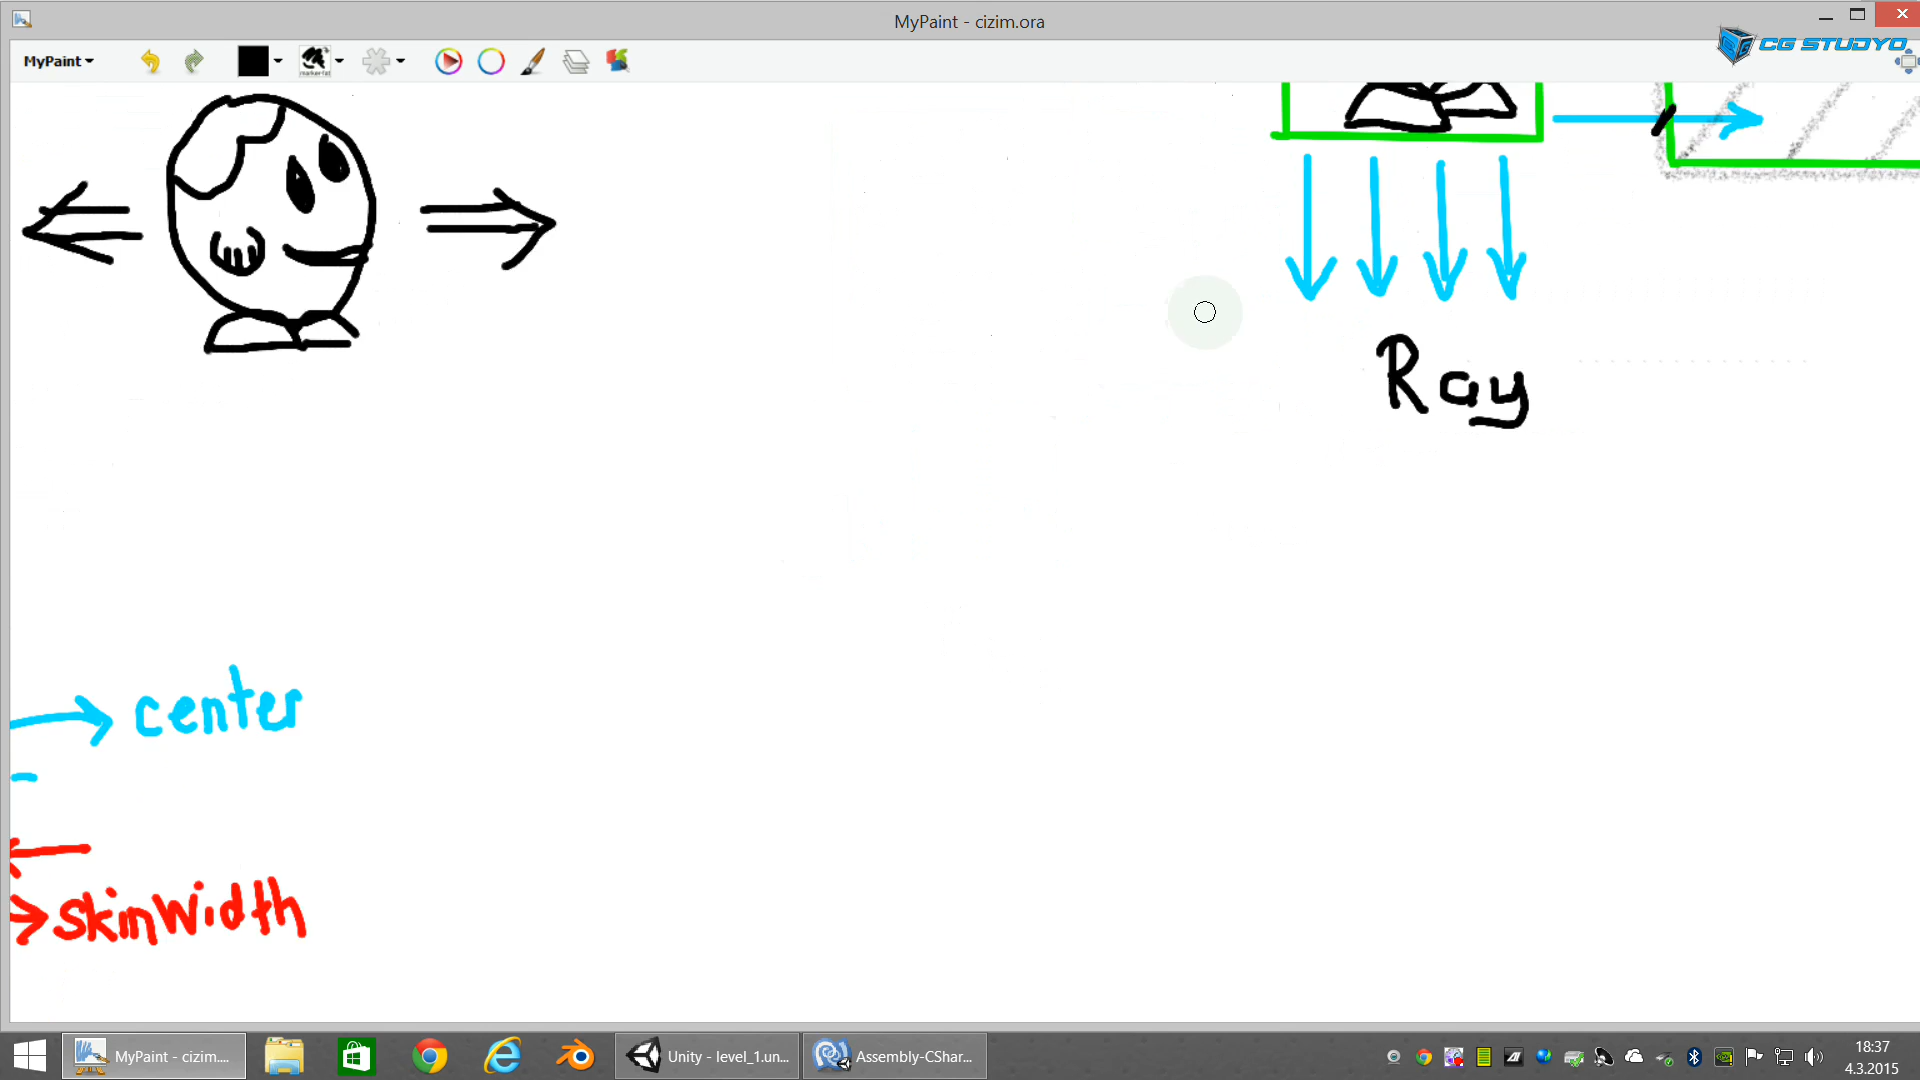 MyPaint - cizim.ora
MyPaint
CG STUDYO
Ray
center
skinWidth
MyPaint - cizim....
Unity - level_1.un...
Assembly-CShar...
18:37
4.3.2015